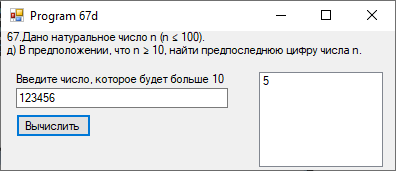 Program 67d
67.Дано натуральное число n (n ≤ 100).
д) В предположении, что n ≥ 10, найти предпоследнюю цифру числа n.
Введите число, которое будет больше 10
123456
Вычислить
5